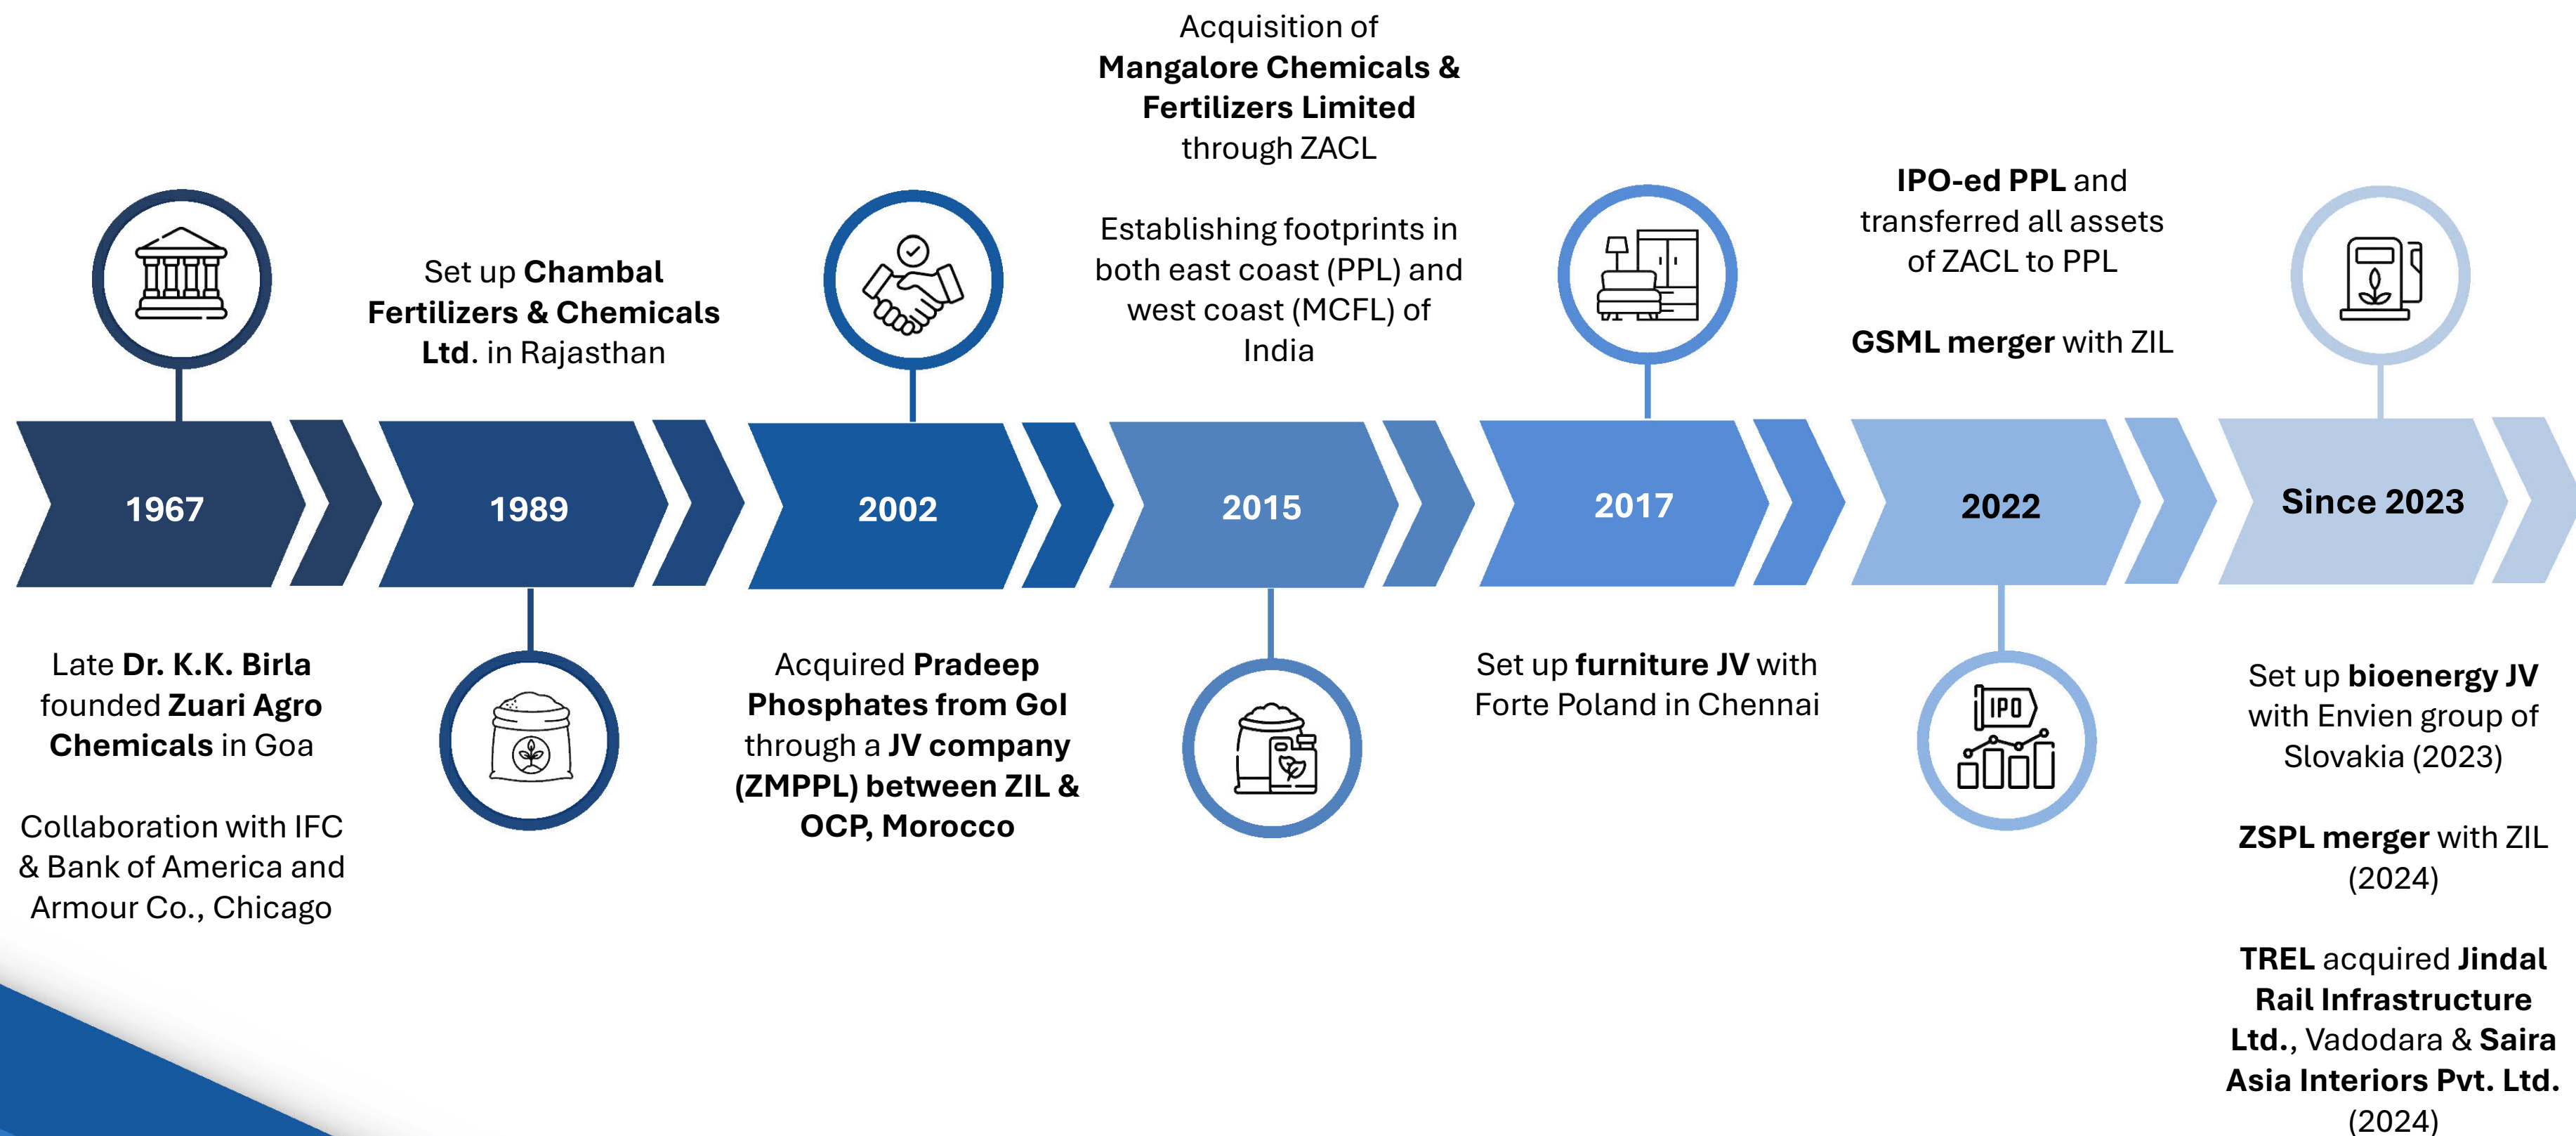 1967
Late Dr. K.K. Birla
founded Zuari Agro
Chemicals in Goa
Collaboration with IFC
& Bank of America and
Armour Co., Chicago
Set up Chambal
Fertilizers & Chemicals
Ltd. in Rajasthan
1989
2002
Acquired Pradeep
Phosphates from GoI
through a JV company
(ZMPPL) between ZIL &
OCP, Morocco
Acquisition of
Mangalore Chemicals &
Fertilizers Limited
through ZACL
Establishing footprints in
both east coast (PPL) and
west coast (MCFL) of
India
2015
2017
Set up furniture JV with
Forte Poland in Chennai
IPO-ed PPL and
transferred all assets
of ZACL to PPL
GSML merger with ZIL
2022
IPO
Since 2023
Set up bioenergy JV
with Envien group of
Slovakia (2023)
ZSPL merger with ZIL
(2024)
TREL acquired Jindal
Rail Infrastructure
Ltd., Vadodara & Saira
Asia Interiors Pvt. Ltd.
(2024)